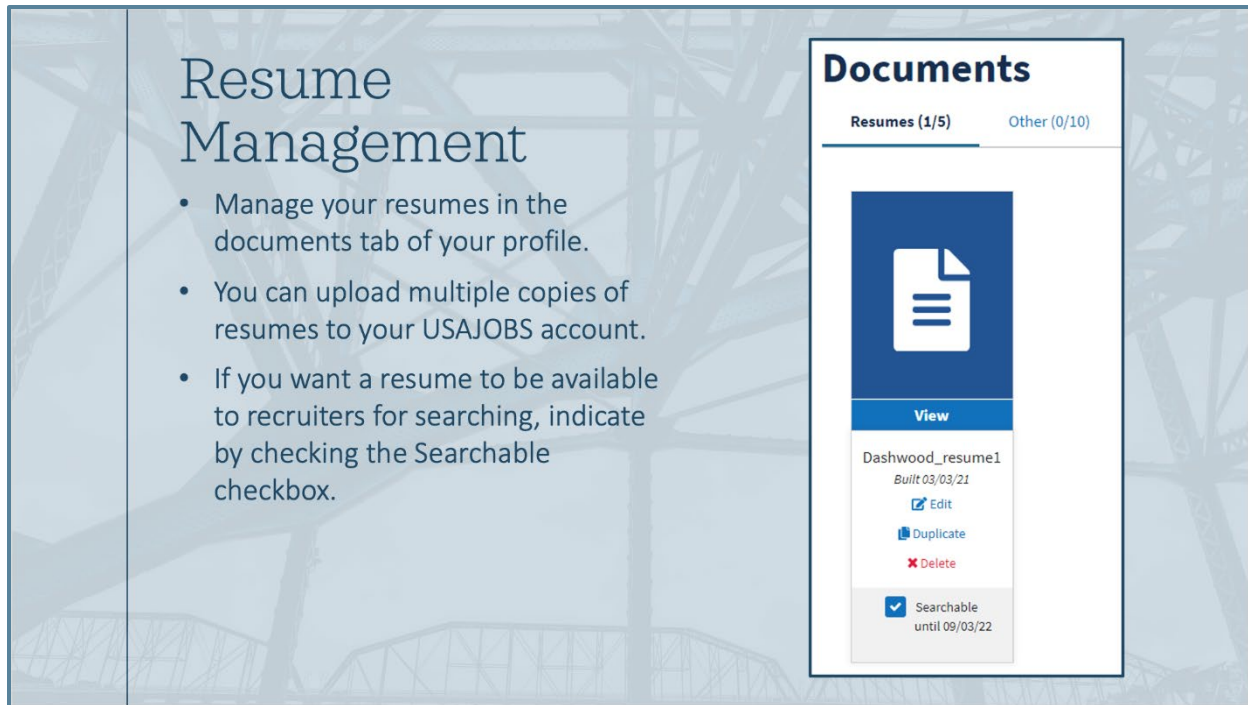 Resume
Management
• Manage your resumes in the
documents tab of your profile.
• You can upload multiple copies of
resumes to your USAJOBS account.
• If you want a resume to be available
to recruiters for searching, indicate
by checking the Searchable
checkbox.
Documents
Resumes (1/5) Other (0/10)
View
Dashwood_resume1
Built 03/03/21
Edit
Duplicate
Delete
Searchable
until 09/03/22